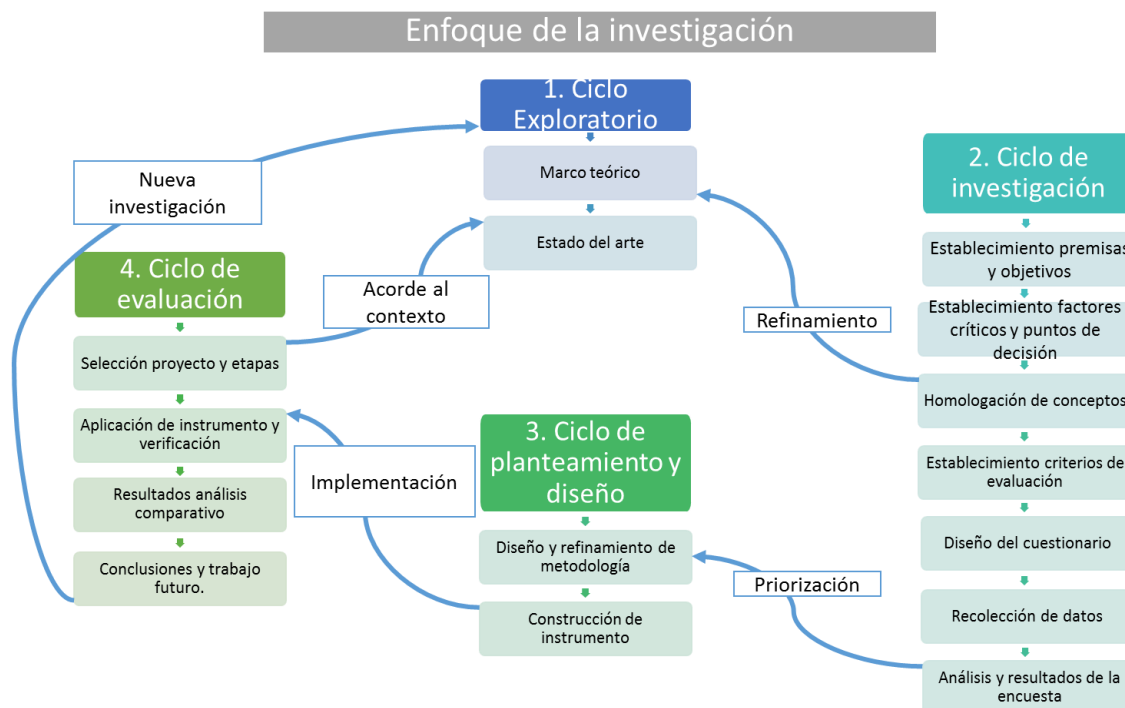 Enfoque de la investigación
1. Ciclo
Exploratorio
Marco teórico
Estado del arte
2. Ciclo de
investigación
Establecimiento premisas
y objetivos
Establecimiento factores
críticos y puntos de
decisión
Homologación de conceptos
Establecimiento criterios de
evaluación
Diseño del cuestionario
Recolección de datos
Análisis y resultados de la
encuesta
3. Ciclo de
planteamiento y
diseño
Diseño y refinamiento de
metodología
Construcción de
instrumento
4. Ciclo de
evaluación
Selección proyecto y etapas
Aplicación de instrumento y
verificación
Resultados análisis
comparativo
Conclusiones y trabajo
futuro.
Nueva
investigación
Acorde al
contexto
Refinamiento
Implementación
Priorización